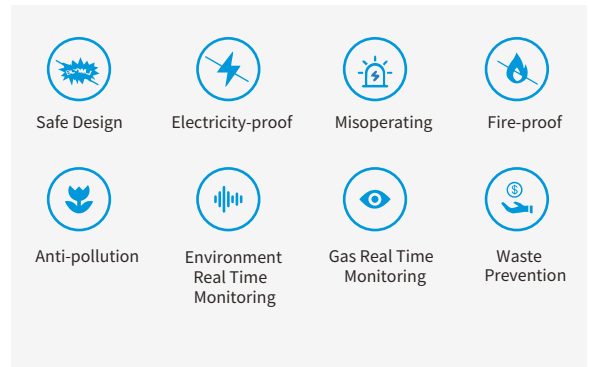 Safe Design
Electricity-proof
Misoperating
Fire-proof
Anti-pollution
Environment
Real Time
Monitoring
Gas Real Time
Monitoring
$
Waste
Prevention